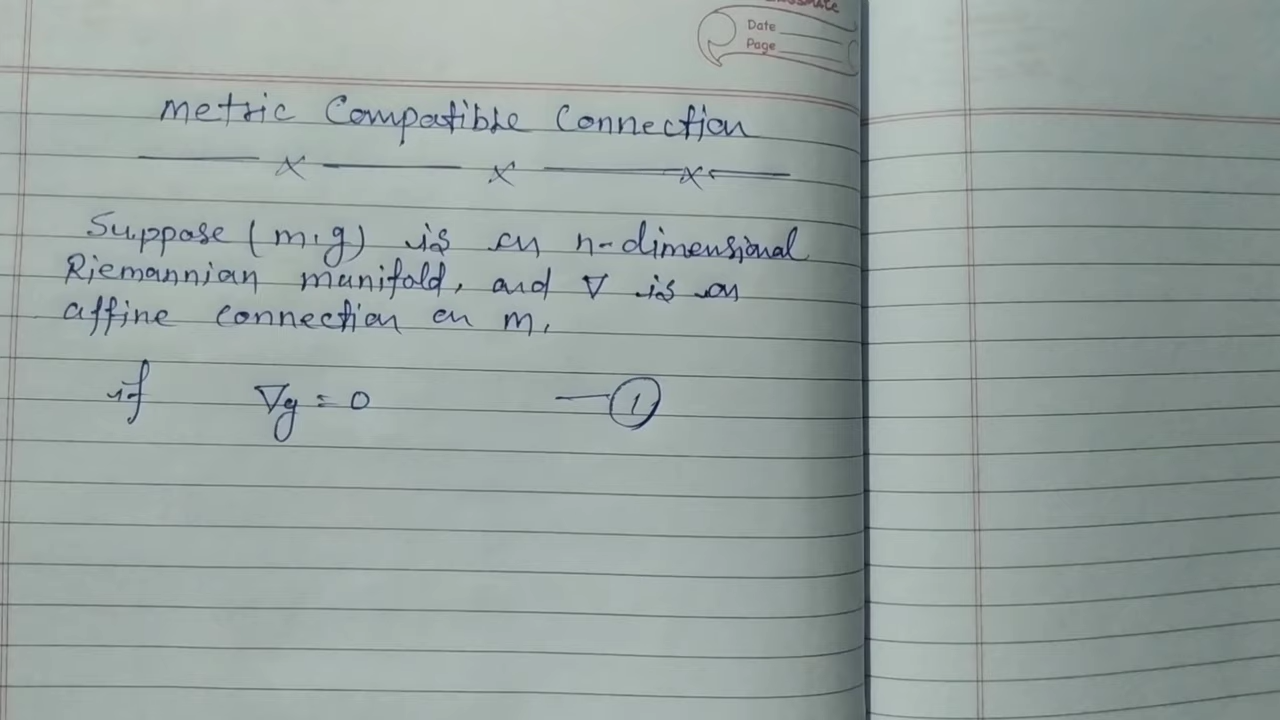 Date
Page
Metric Compatible Connection
Suppose (M, g) is an n-dimensional
Riemannian manifold, and ∇ is an
affine connection on M.
if ∇g = 0 — ①